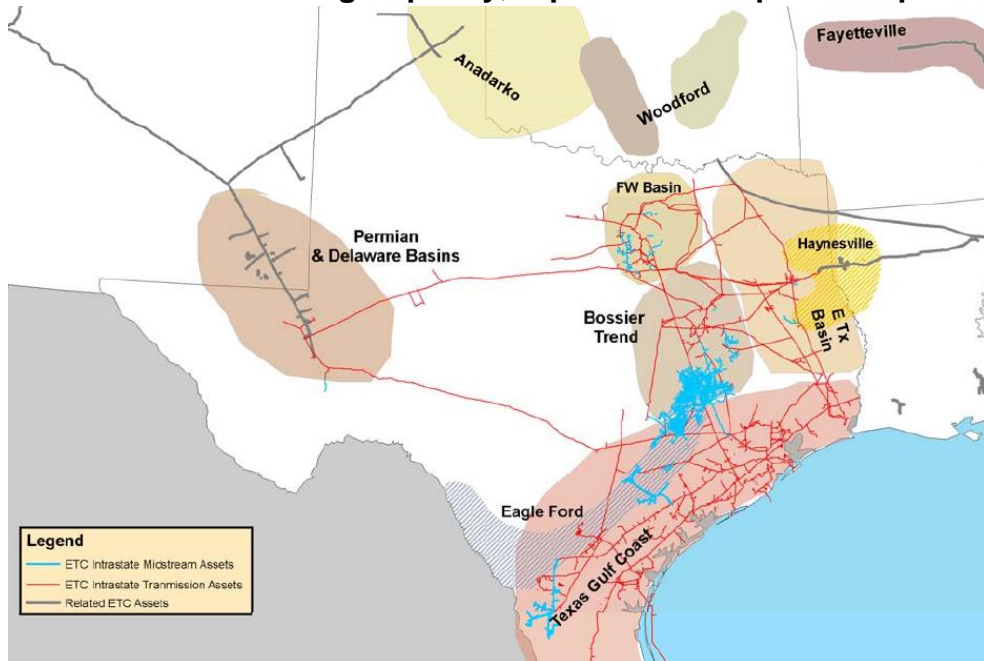 Anadarko
Woodford
Fayetteville
FW Basin
Permian
& Delaware Basins
Haynesville
Bossier
Trend
E Tx
Basin
Eagle Ford
Texas Gulf Coast
Legend
ETC Intrastate Midstream Assets
ETC Intrastate Tranmission Assets
Related ETC Assets